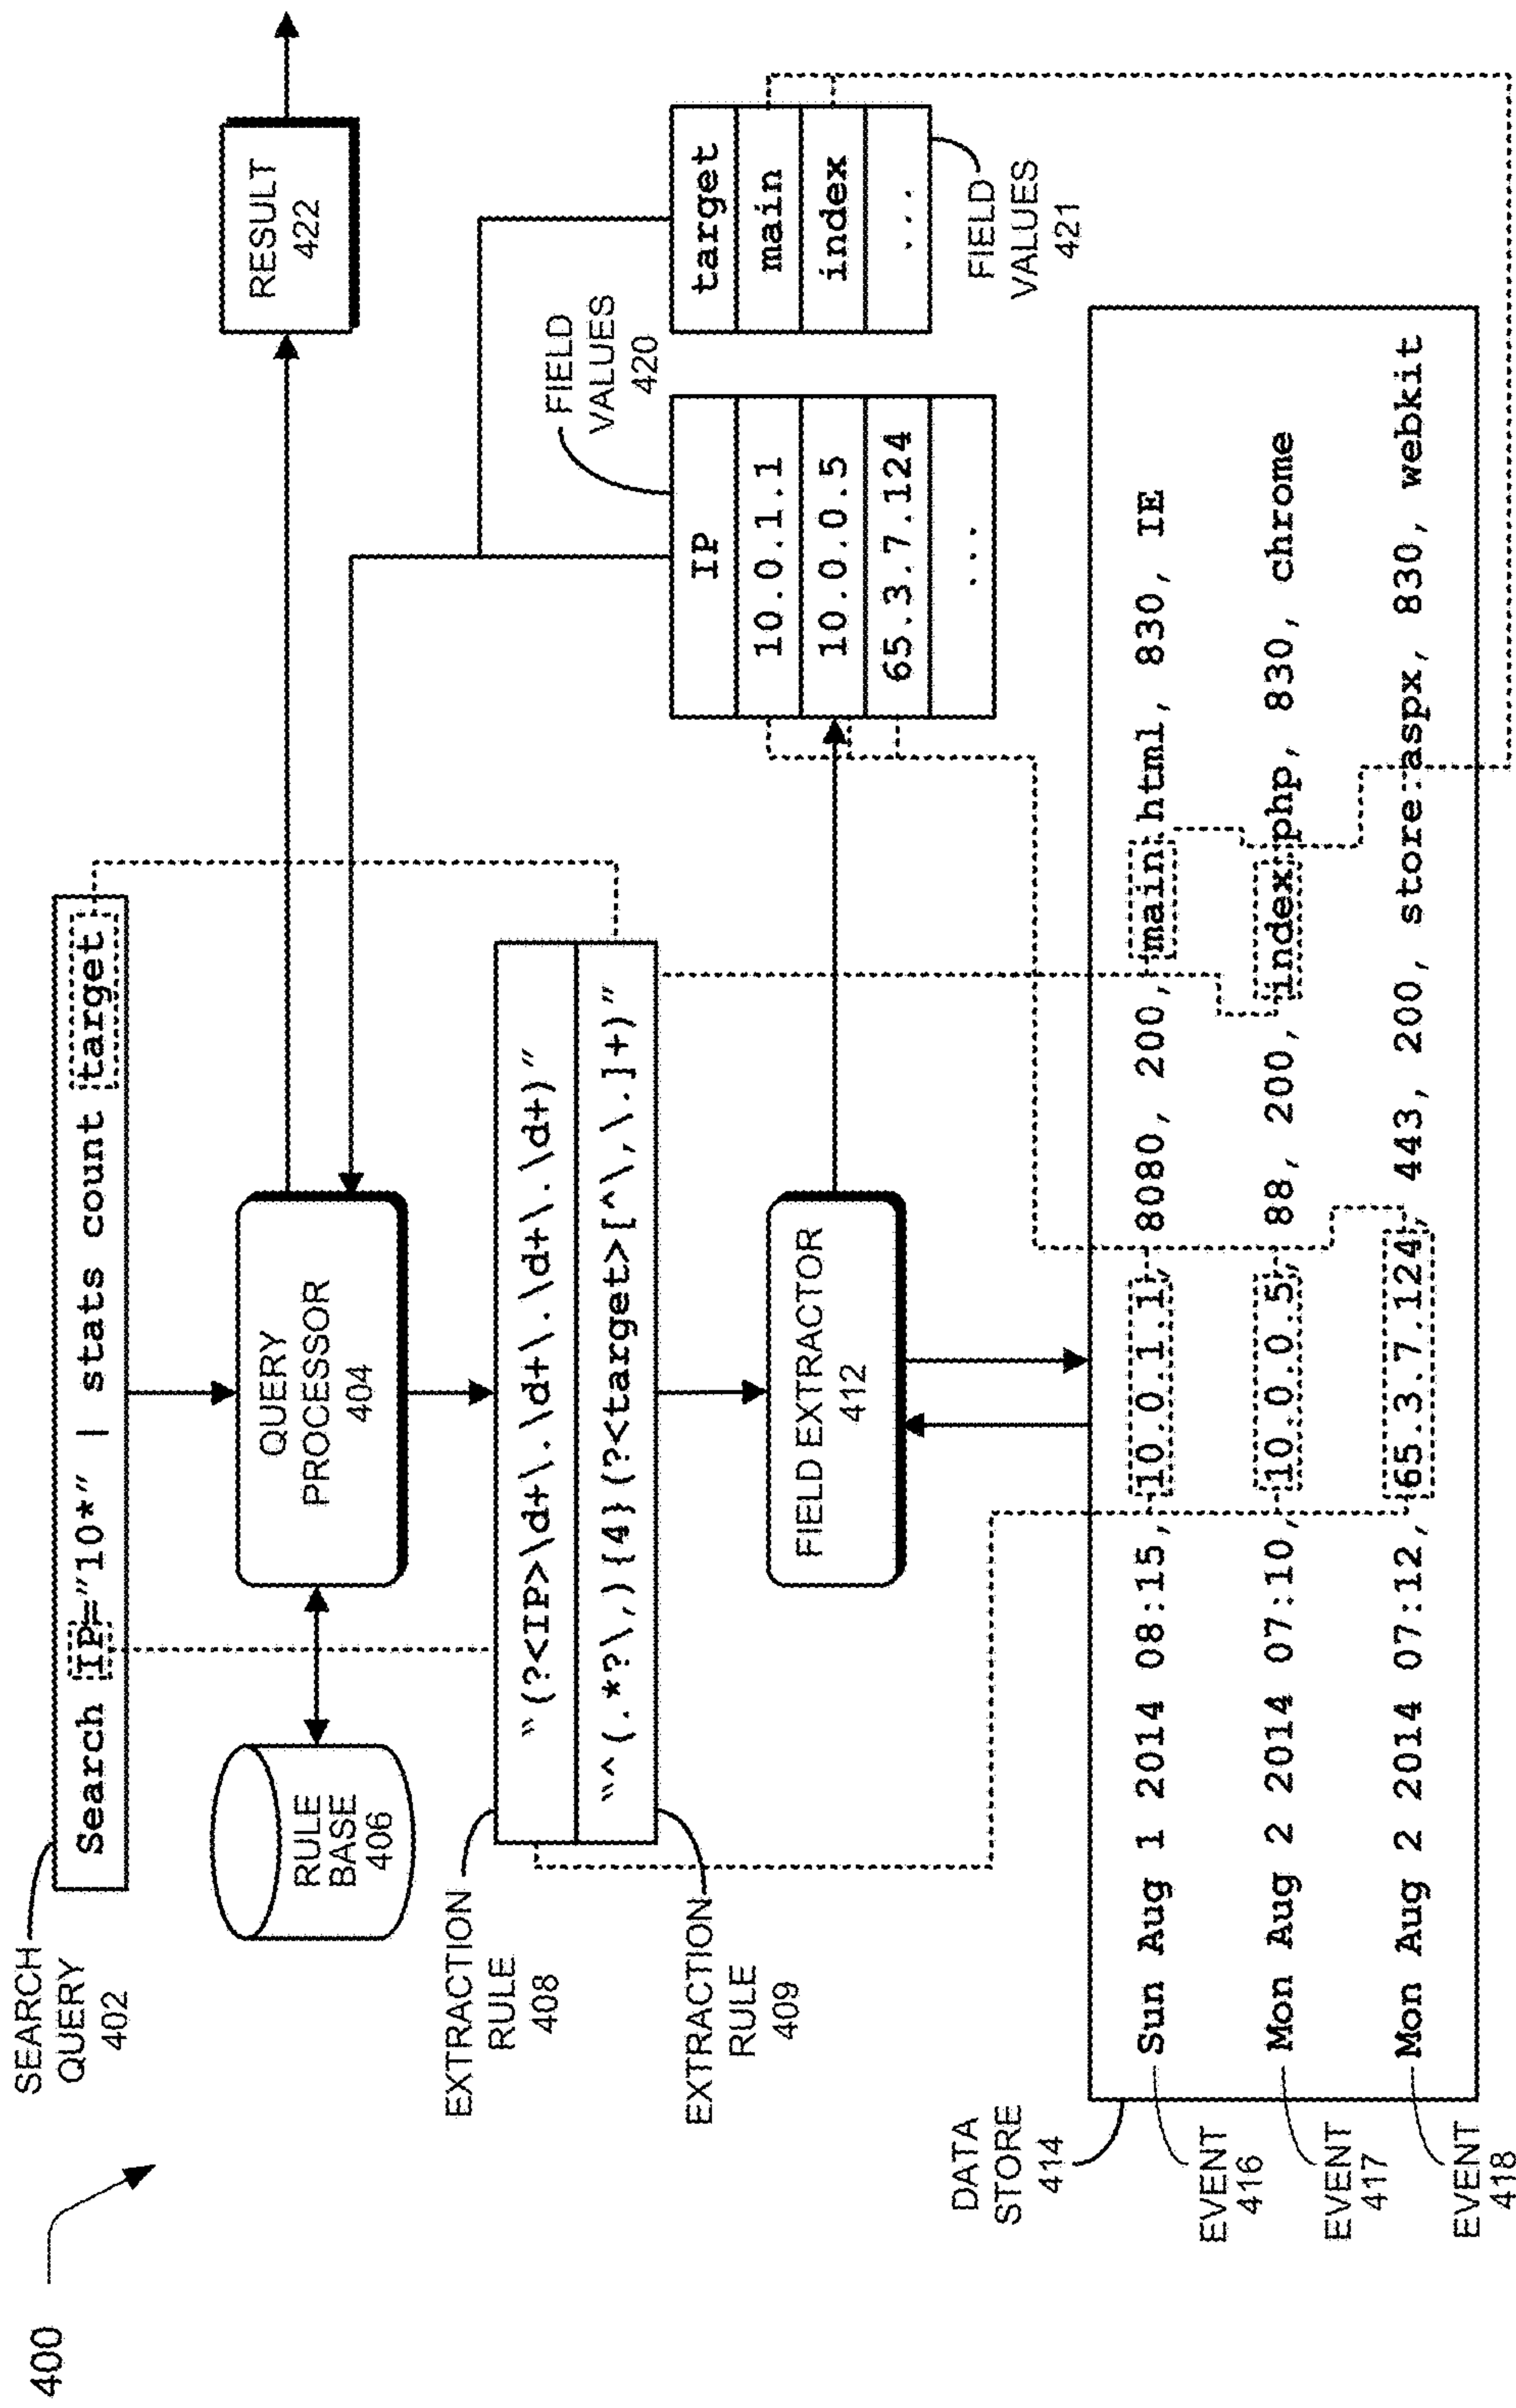 400
SEARCH
QUERY
402
Search IP="10*" | stats count target
RULE
BASE
406
QUERY
PROCESSOR
404
RESULT
422
EXTRACTION
RULE
408
"(?<IP>\d+\.\d+\.\d+\.\d+)"
"^(.*?\,){4}(?<target>[^\,\.]+)"
EXTRACTION
RULE
409
FIELD EXTRACTOR
412
FIELD
VALUES
420
IP
10.0.1.1
10.0.0.5
65.3.7.124
...
target
main
index
...
FIELD
VALUES
421
DATA
STORE
414
EVENT
416
Sun Aug 1 2014 08:15, 10.0.1.1, 8080, 200, main.html, 830, IE
EVENT
417
Mon Aug 2 2014 07:10, 10.0.0.5, 88, 200, index.php, 830, chrome
EVENT
418
Mon Aug 2 2014 07:12, 65.3.7.124, 443, 200, store.aspx, 830, webkit